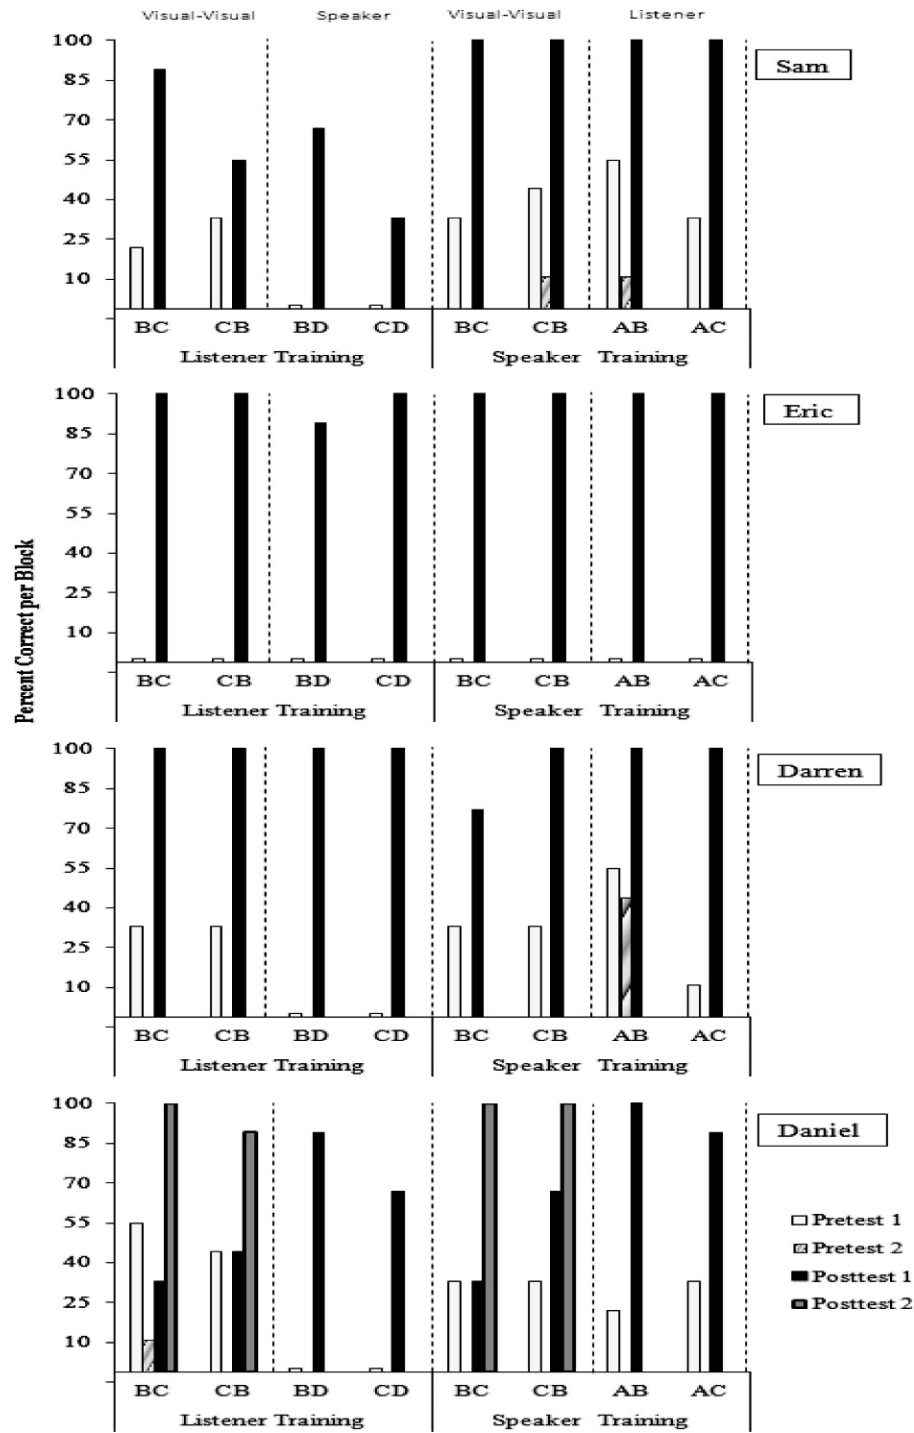 Visual-Visual Speaker Visual-Visual Listener
100
85
70
55
40
25
10
Sam
BC CB BD CD BC CB AB AC
Listener Training Speaker Training
100
85
70
55
40
25
10
Eric
BC CB BD CD BC CB AB AC
Listener Training Speaker Training
Percent Correct per Block
100
85
70
55
40
25
10
Darren
BC CB BD CD BC CB AB AC
Listener Training Speaker Training
100
85
70
55
40
25
10
Daniel
Pretest 1
Pretest 2
Posttest 1
Posttest 2
BC CB BD CD BC CB AB AC
Listener Training Speaker Training